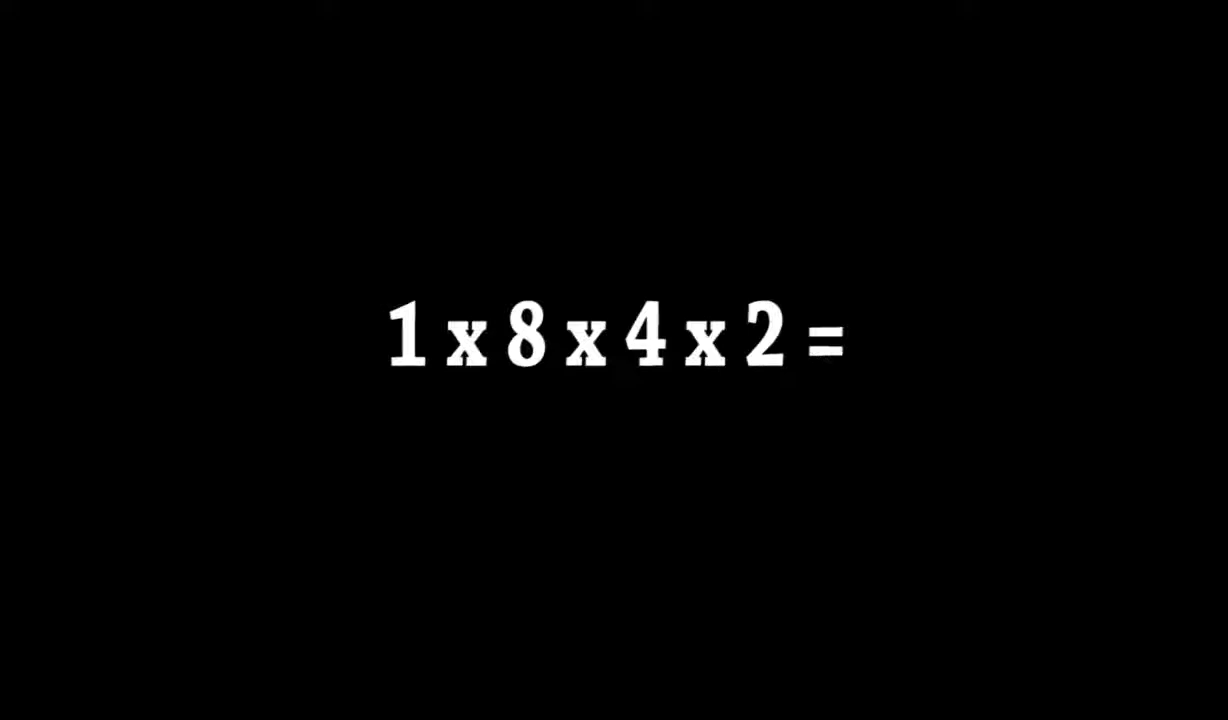 1 x 8 x 4 x 2 =